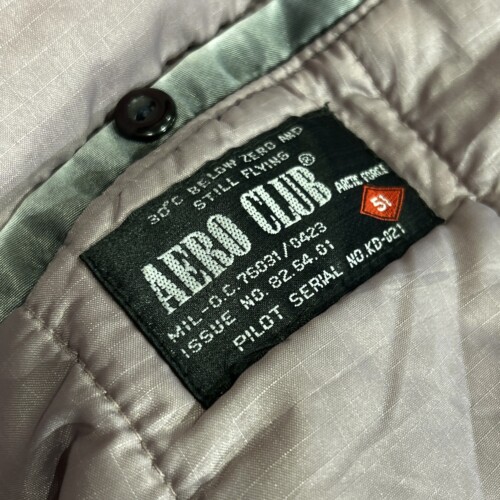 30°C BELOW ZERO AND
STILL FLYING
AERO CLUB®
ARCTIC FORCE
51
MIL-O.C. 75031/0423
ISSUE NO. 82.54.01
PILOT SERIAL NO. KD-021